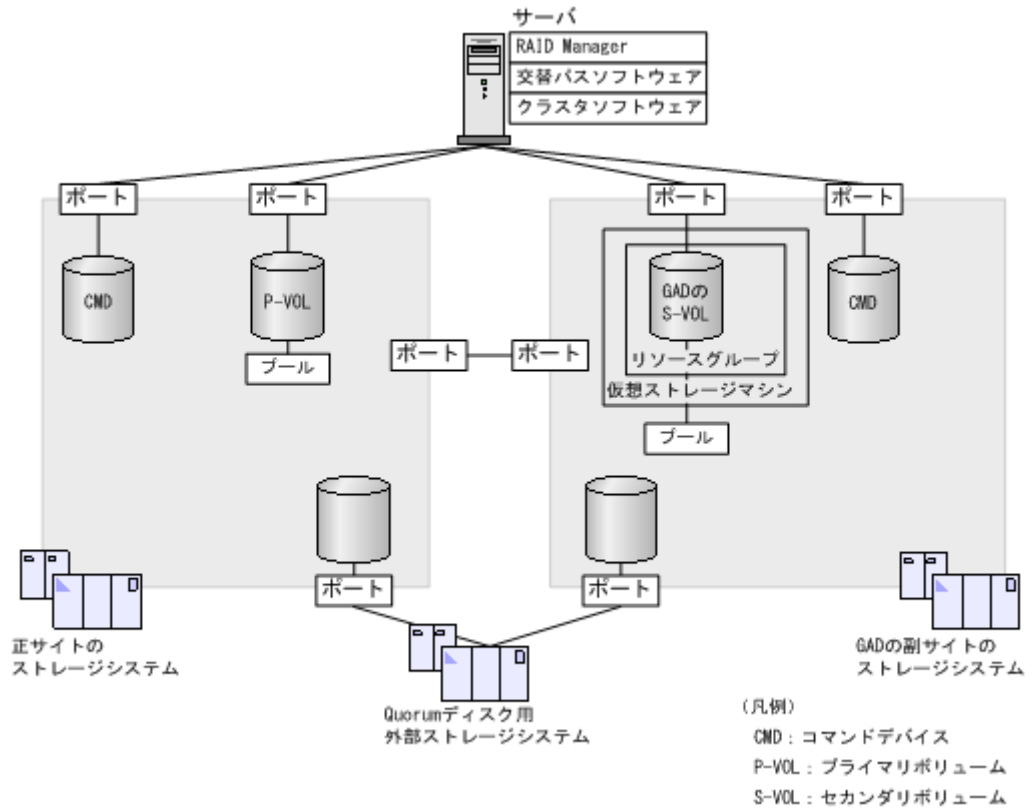 サーバ
RAID Manager
交替パスソフトウェア
クラスタソフトウェア
ポート
ポート
ポート
ポート
CMD
P-VOL
GADの
S-VOL
CMD
ポート
ポート
リソースグループ
プール
仮想ストレージマシン
プール
ポート
ポート
正サイトの
ストレージシステム
GADの副サイトの
ストレージシステム
Quorumディスク用
外部ストレージシステム
（凡例）
CMD：コマンドデバイス
P-VOL：プライマリボリューム
S-VOL：セカンダリボリューム